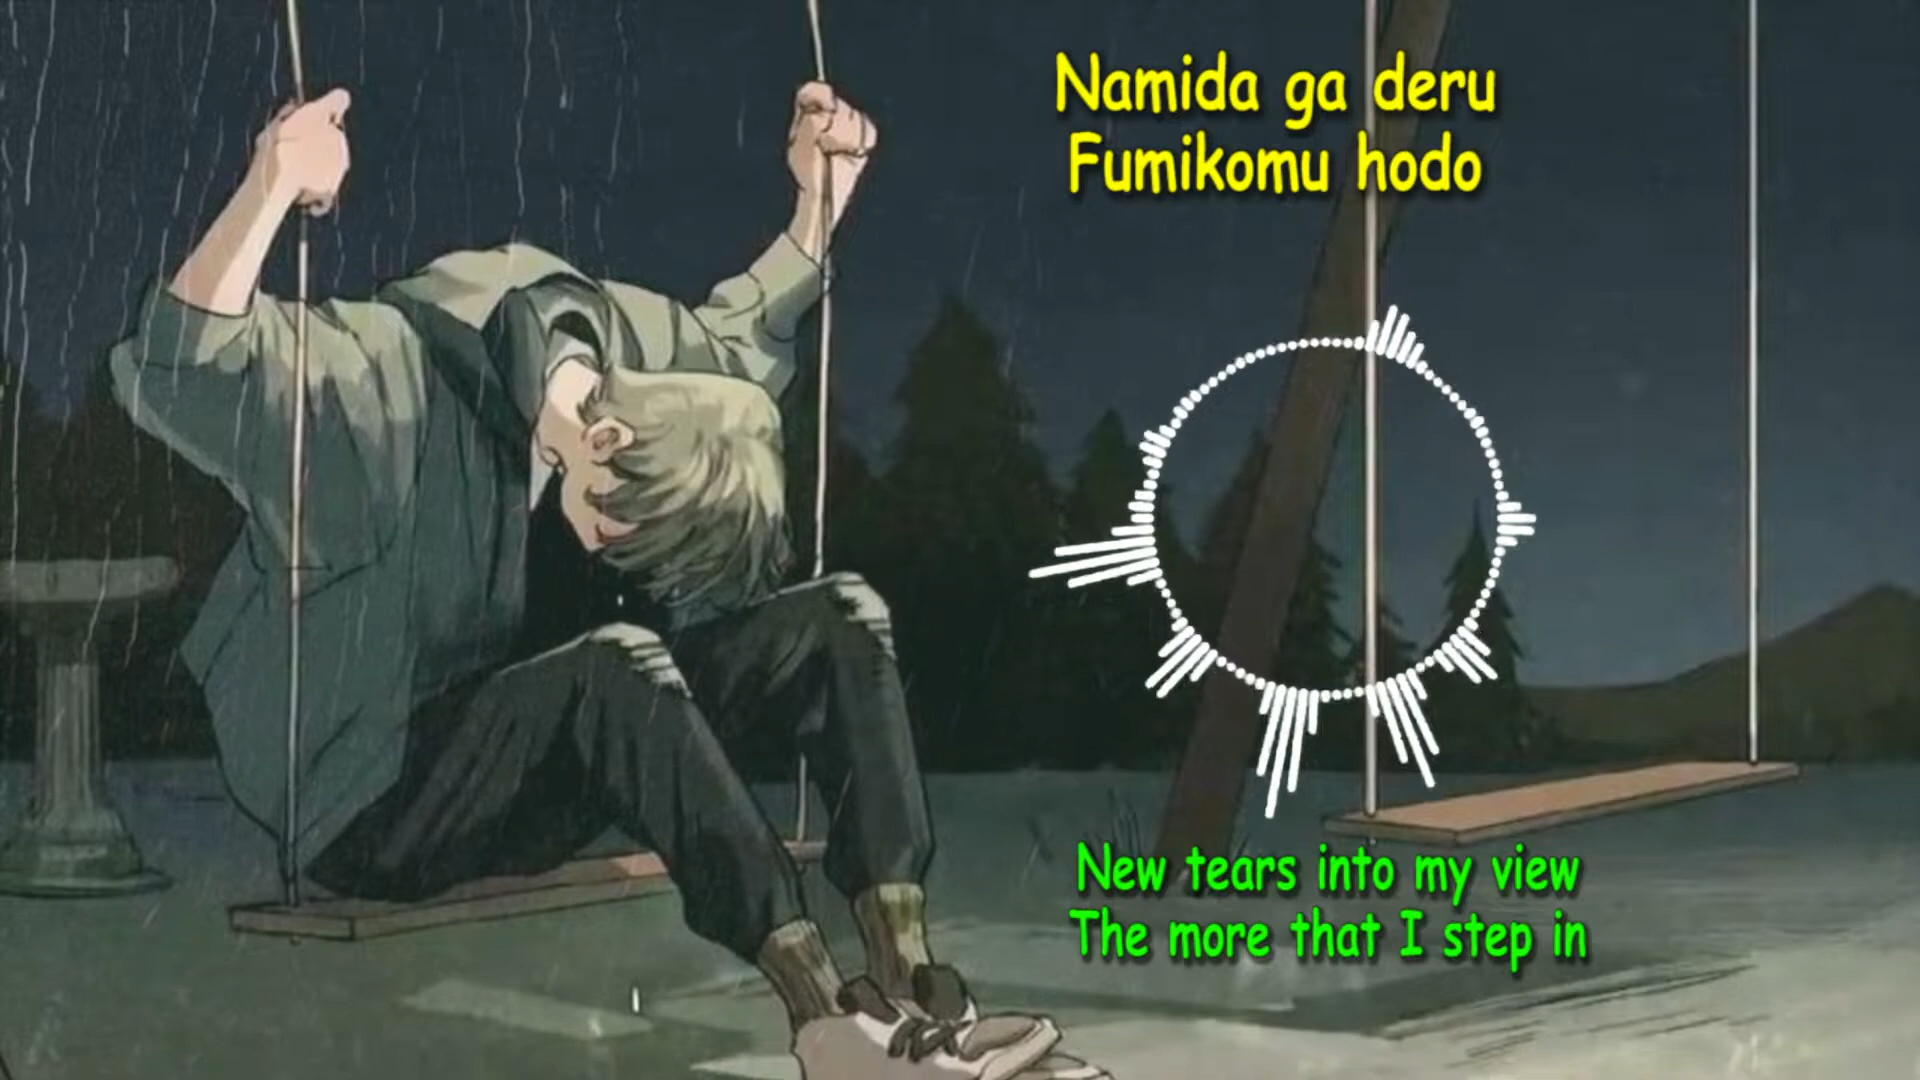 Namida ga deru
Fumikomu hodo
New tears into my view
The more that I step in